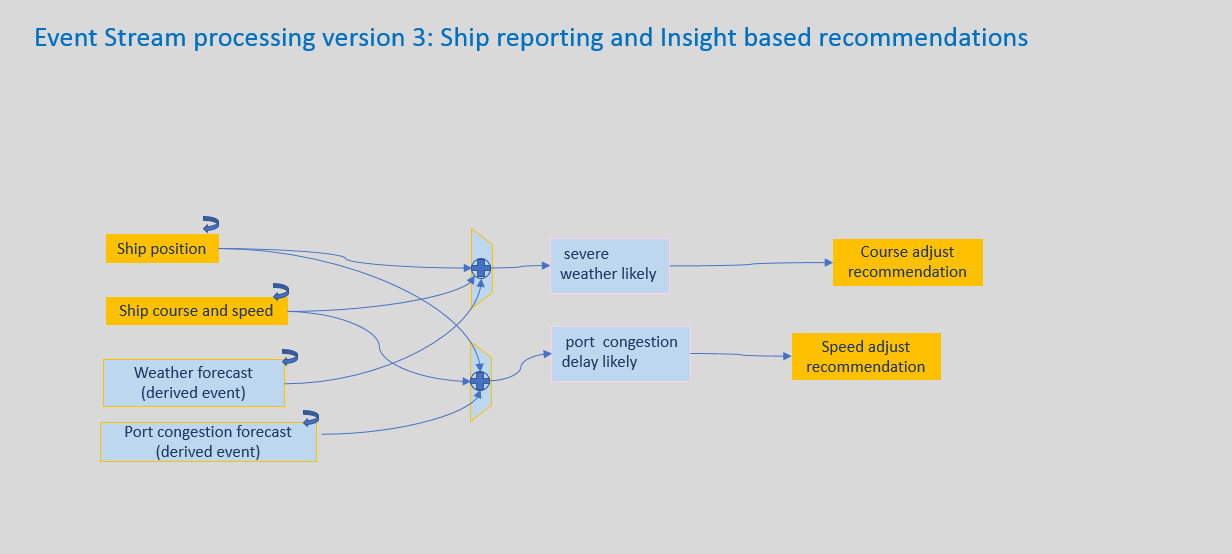 Event Stream processing version 3: Ship reporting and Insight based recommendations
Ship position
Ship course and speed
Weather forecast
(derived event)
Port congestion forecast
(derived event)
severe
weather likely
port congestion
delay likely
Course adjust
recommendation
Speed adjust
recommendation